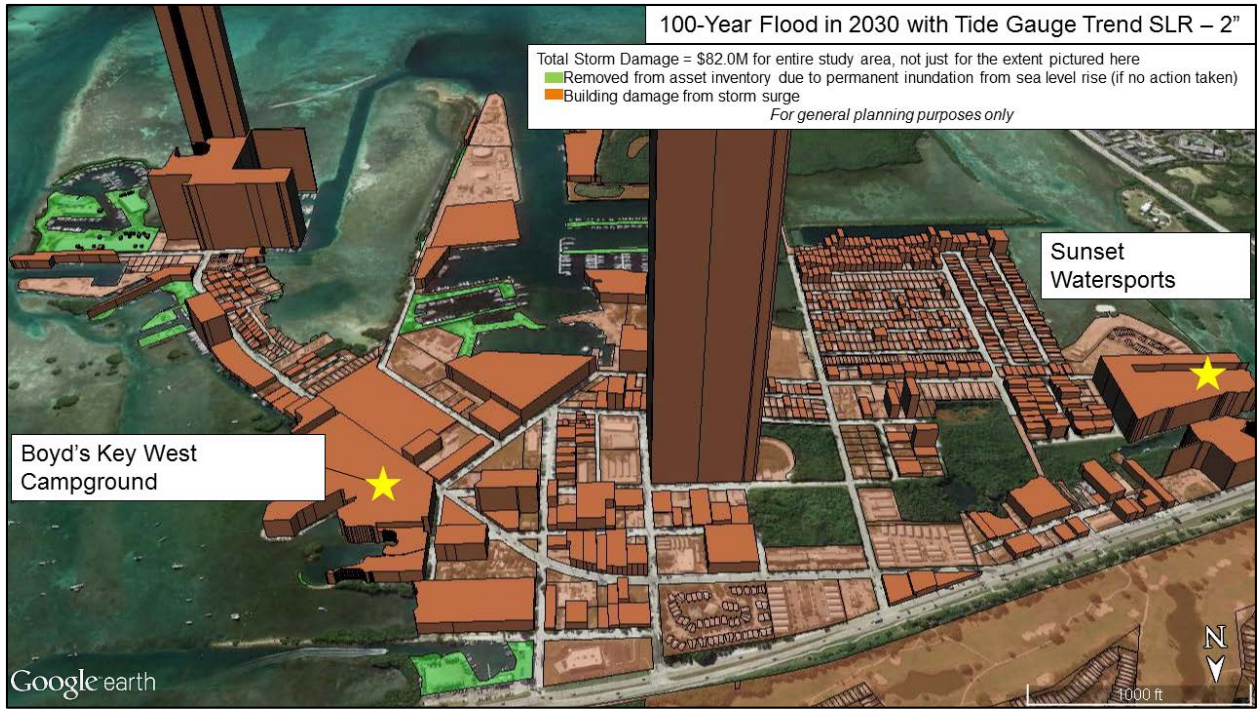 100-Year Flood in 2030 with Tide Gauge Trend SLR – 2”
Total Storm Damage = $82.0M for entire study area, not just for the extent pictured here
Removed from asset inventory due to permanent inundation from sea level rise (if no action taken)
Building damage from storm surge
For general planning purposes only
Sunset
Watersports
Boyd’s Key West
Campground
N
Google earth
1000 ft